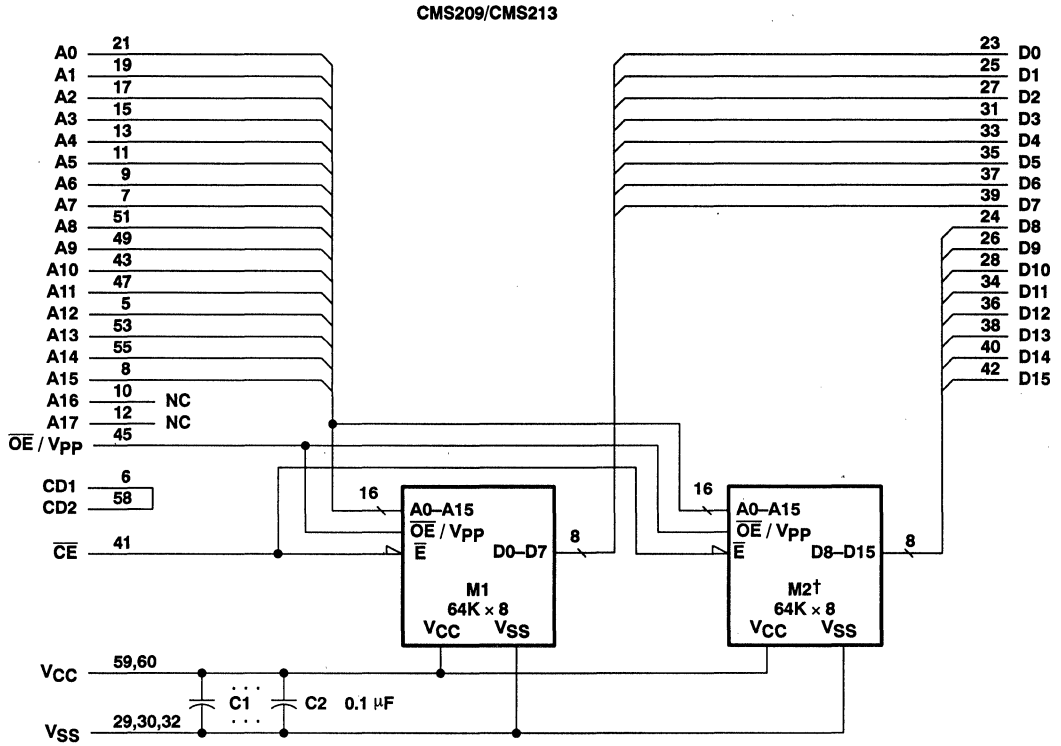 CMS209/CMS213
A0 21 23 D0
A1 19 25 D1
A2 17 27 D2
A3 15 31 D3
A4 13 33 D4
A5 11 35 D5
A6 9 37 D6
A7 7 39 D7
A8 51 24 D8
A9 49 26 D9
A10 43 28 D10
A11 47 34 D11
A12 5 36 D12
A13 53 38 D13
A14 55 40 D14
A15 8 42 D15
A16 10 NC
A17 12 NC
O̅E̅ / VPP 45
CD1 6
CD2 58
C̅E̅ 41
16
A0–A15
O̅E̅ / VPP
E̅ D0–D7
8
M1
64K × 8
VCC VSS
16
A0–A15
O̅E̅ / VPP
E̅ D8–D15
8
M2†
64K × 8
VCC VSS
VCC 59,60
C1 . . . C2 0.1 µF
. . .
VSS 29,30,32